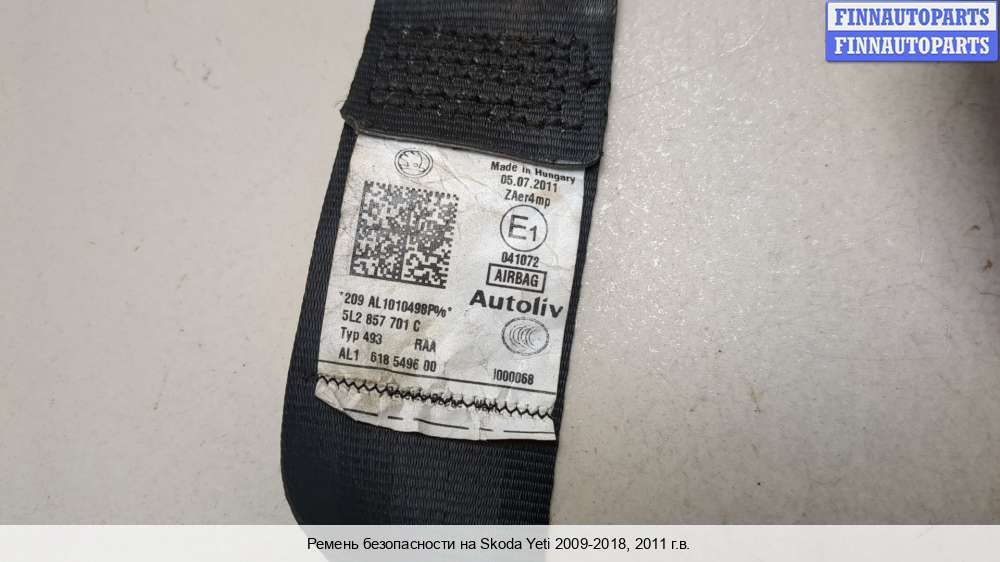 FINNAUTOPARTS
FINNAUTOPARTS
Made in Hungary
05.07.2011
ZAer4mp
E1
041072
AIRBAG
Autoliv
*209 AL1010498P%*
5L2 857 701 C
Typ 493 RAA
AL1 618 5496 00
I000068
Ремень безопасности на Skoda Yeti 2009-2018, 2011 г.в.